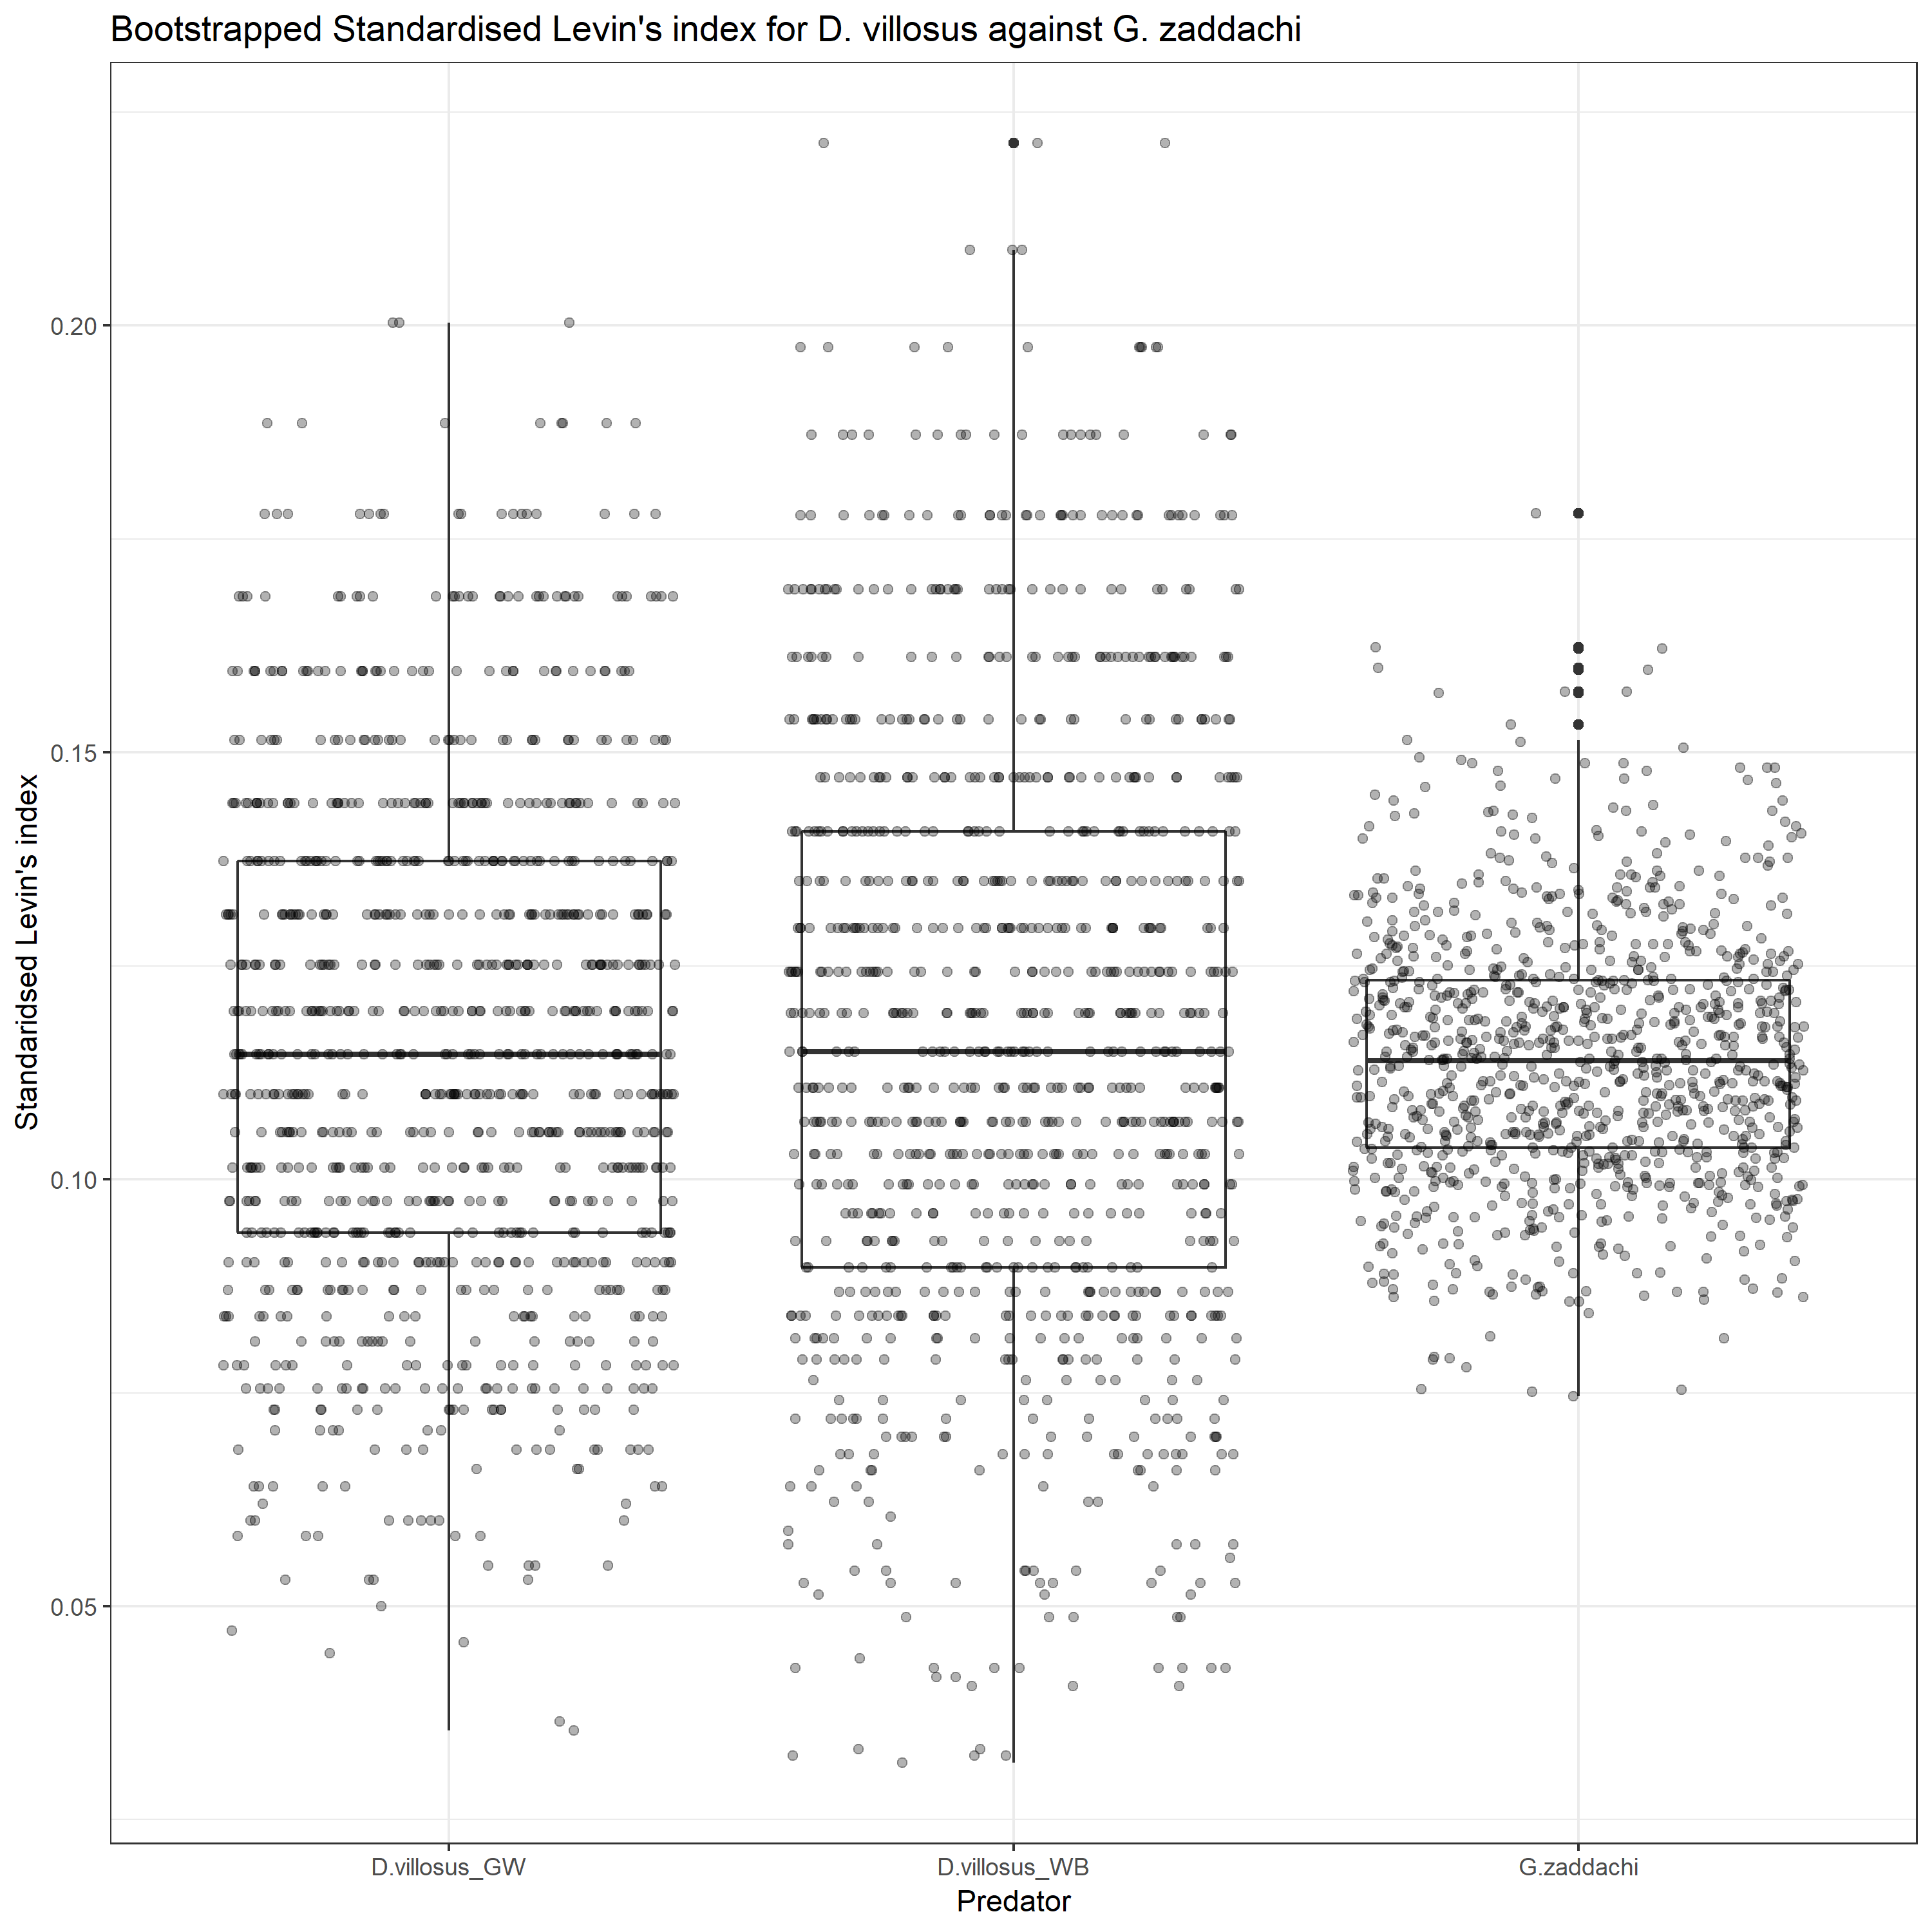 Bootstrapped Standardised Levin's index for D. villosus against G. zaddachi
Standaridsed Levin's index
0.20
0.15
0.10
0.05
D.villosus_GW
D.villosus_WB
G.zaddachi
Predator